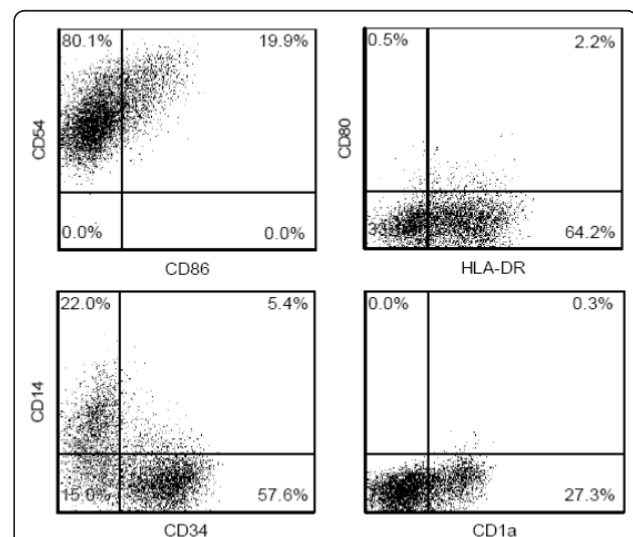 80.1%
19.9%
CD54
0.0%
0.0%
CD86
0.5%
2.2%
CD80
64.2%
HLA-DR
22.0%
5.4%
CD14
15.0%
57.6%
CD34
0.0%
0.3%
27.3%
CD1a